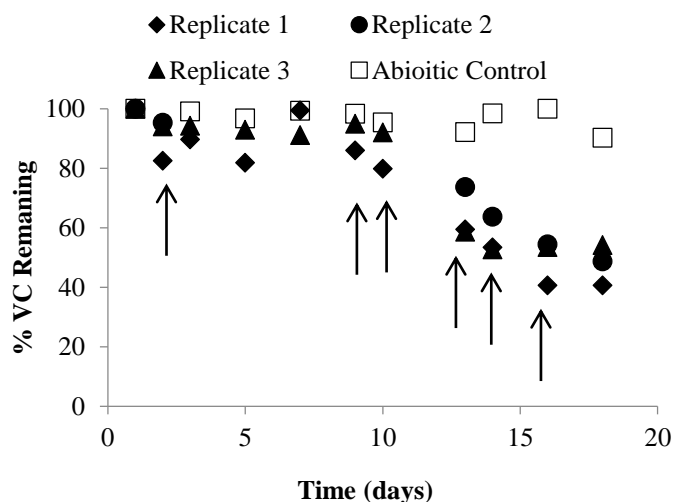 Replicate 1 Replicate 2
Replicate 3 Abioitic Control
100
80
60
40
20
0
% VC Remaning
0 5 10 15 20
Time (days)